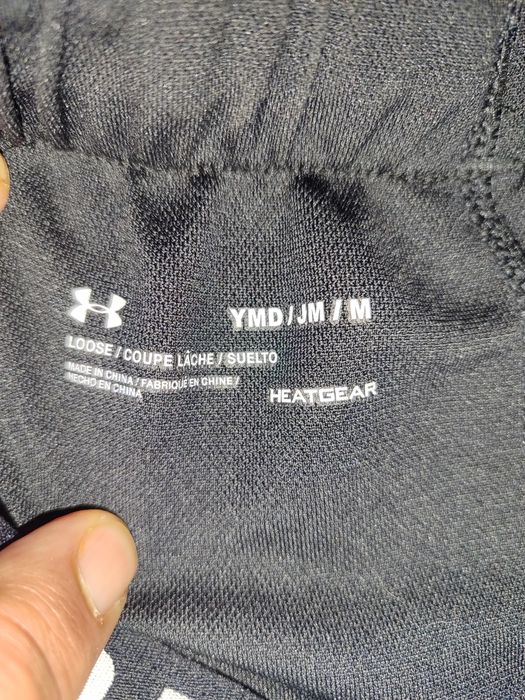 YMD / JM / M
LOOSE / COUPE LÂCHE / SUELTO
MADE IN CHINA / FABRIQUÉ EN CHINE /
HECHO EN CHINA
HEATGEAR